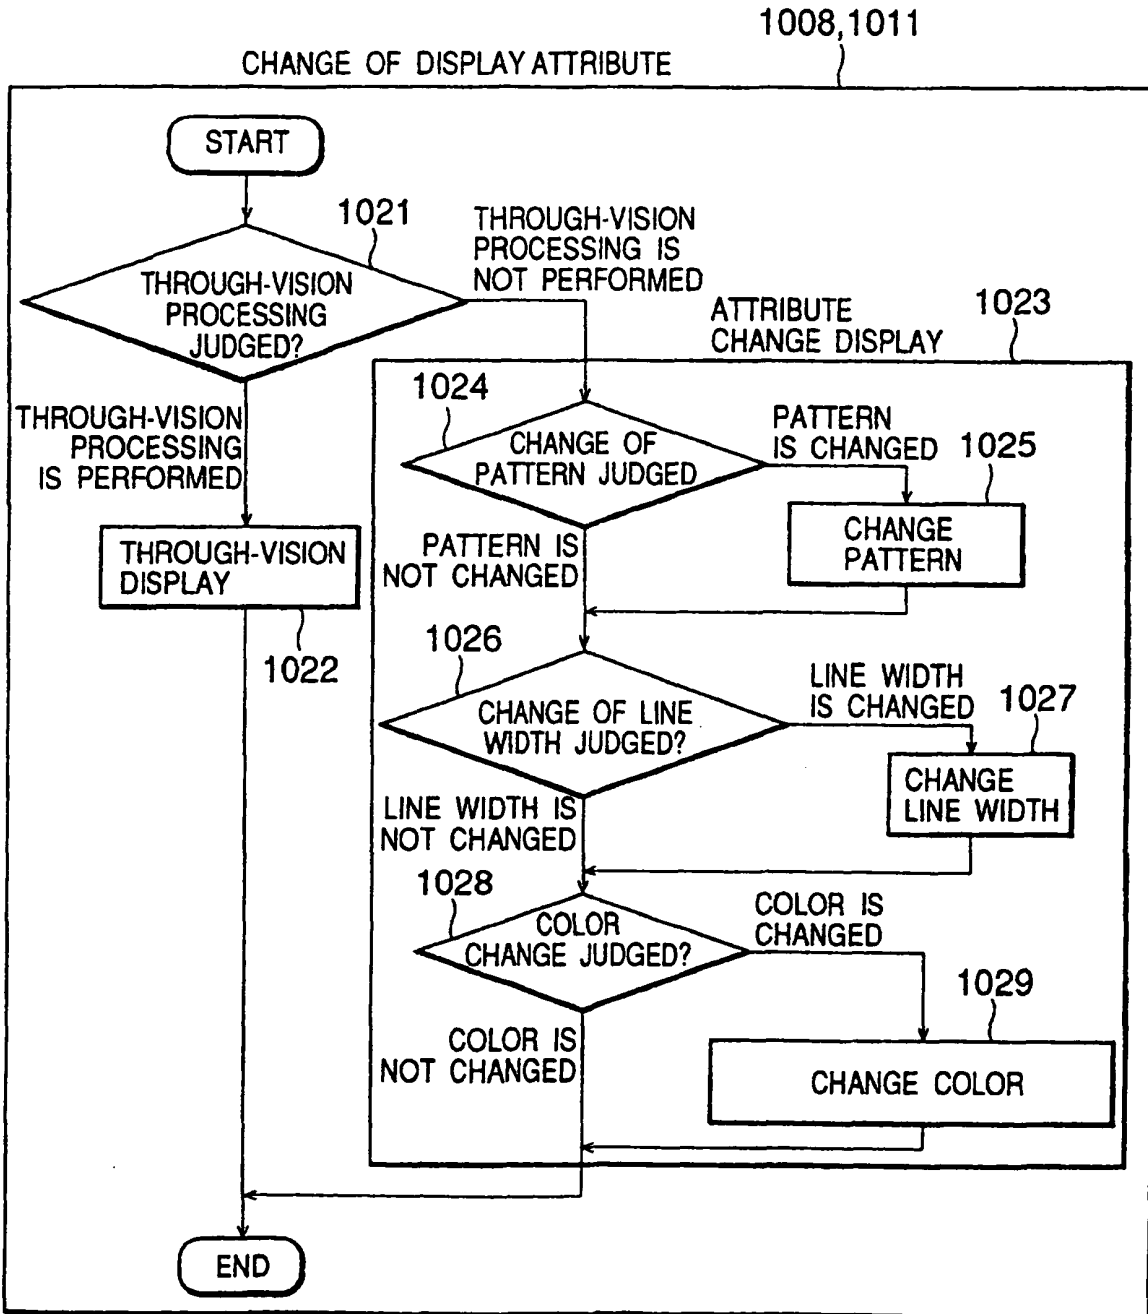 1008,1011
CHANGE OF DISPLAY ATTRIBUTE
START
1021
THROUGH-VISION
PROCESSING IS
NOT PERFORMED
THROUGH-VISION
PROCESSING
JUDGED?
ATTRIBUTE
CHANGE DISPLAY
1023
THROUGH-VISION
PROCESSING
IS PERFORMED
1024
CHANGE OF
PATTERN JUDGED
PATTERN
IS CHANGED
1025
CHANGE
PATTERN
THROUGH-VISION
DISPLAY
1022
PATTERN IS
NOT CHANGED
1026
CHANGE OF LINE
WIDTH JUDGED?
LINE WIDTH
IS CHANGED
1027
CHANGE
LINE WIDTH
LINE WIDTH IS
NOT CHANGED
1028
COLOR
CHANGE JUDGED?
COLOR IS
CHANGED
1029
CHANGE COLOR
COLOR IS
NOT CHANGED
END